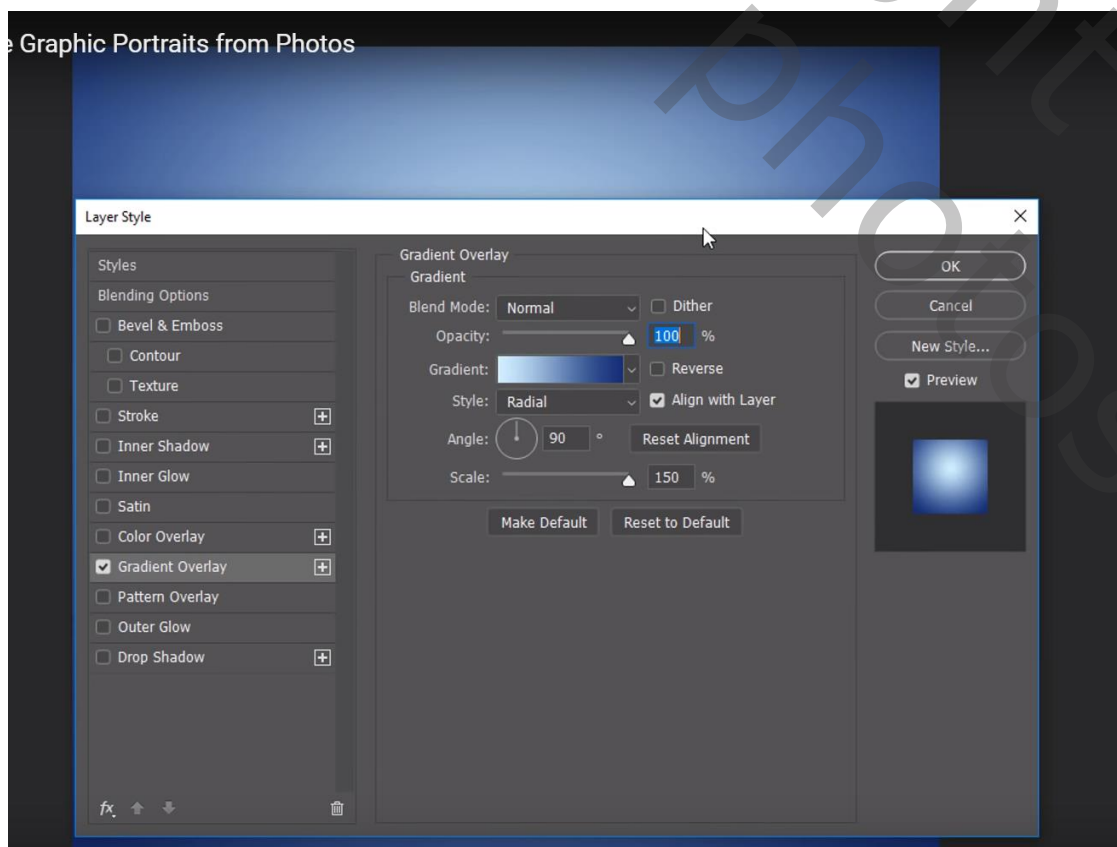 e Graphic Portraits from Photos
Layer Style
Styles
Blending Options
Bevel & Emboss
Contour
Texture
Stroke
Inner Shadow
Inner Glow
Satin
Color Overlay
Gradient Overlay
Pattern Overlay
Outer Glow
Drop Shadow
fx
Gradient Overlay
Gradient
Blend Mode: Normal Dither
Opacity: 100 %
Gradient: Reverse
Style: Radial Align with Layer
Angle: 90 ° Reset Alignment
Scale: 150 %
Make Default Reset to Default
OK
Cancel
New Style...
Preview
photos